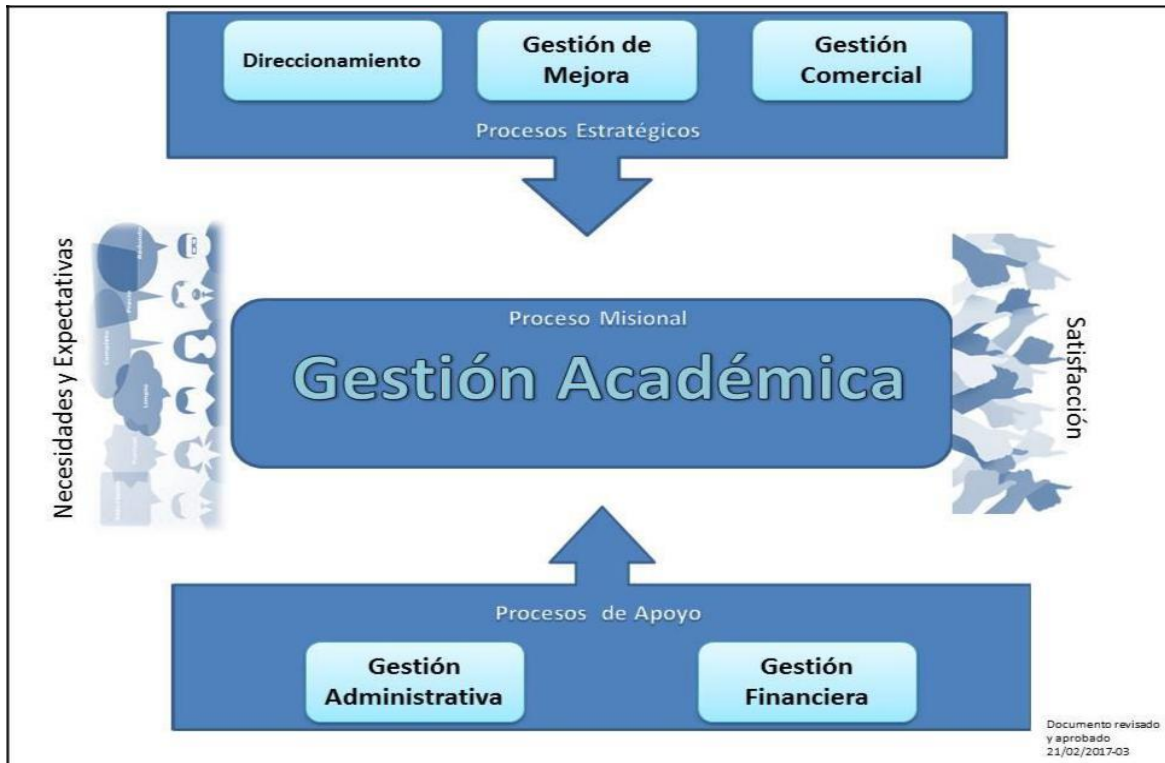 Direccionamiento
Gestión de
Mejora
Gestión
Comercial
Procesos Estratégicos
Necesidades y Expectativas
Proceso Misional
Gestión Académica
Satisfacción
Procesos de Apoyo
Gestión
Administrativa
Gestión
Financiera
Documento revisado
y aprobado
21/02/2017-03